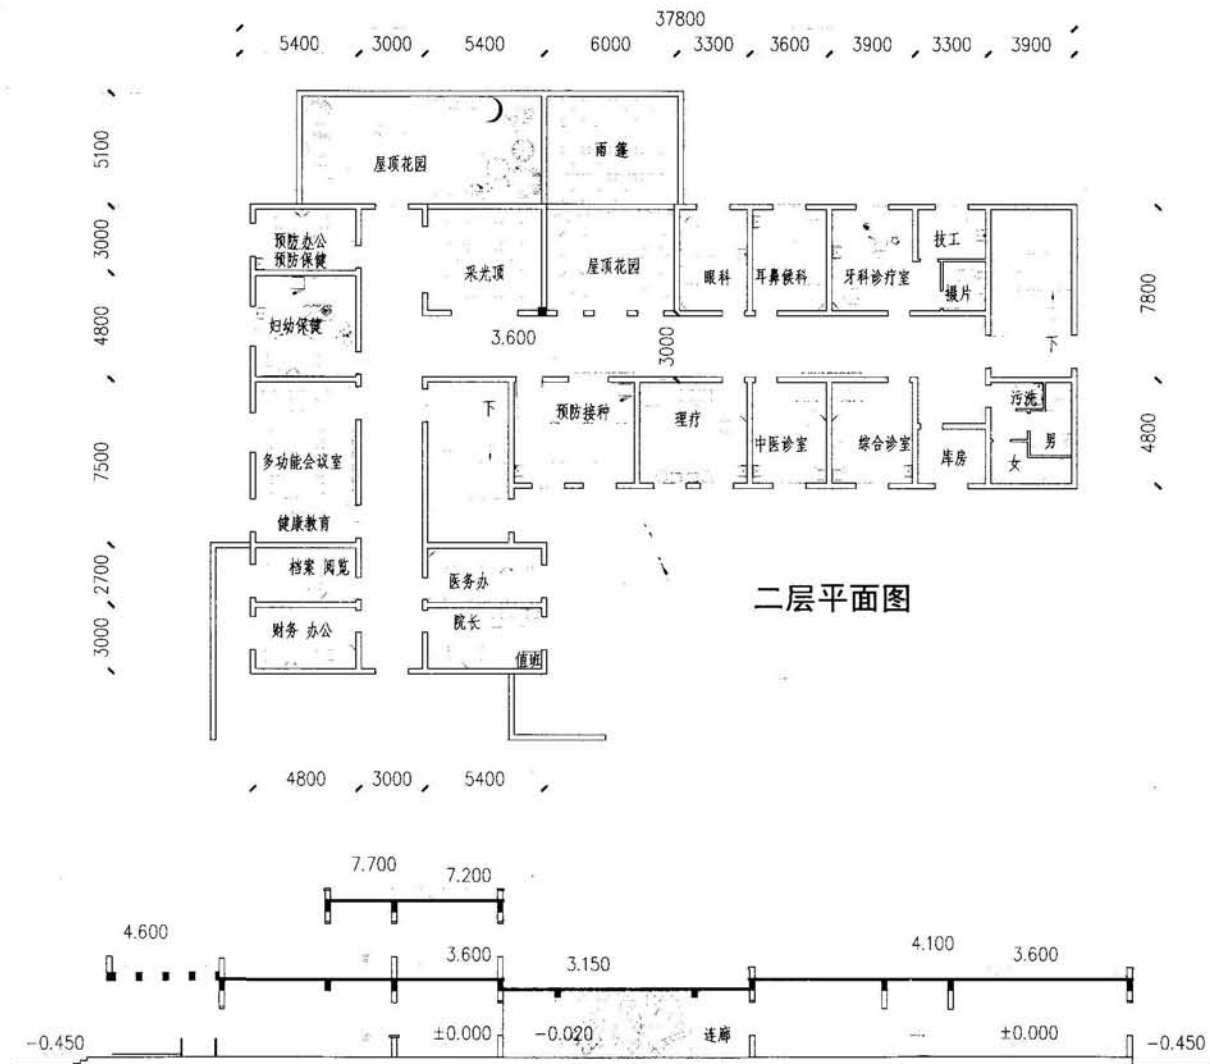 37800
5400 3000 5400 6000 3300 3600 3900 3300 3900
5100
屋顶花园
雨 篷
3000
预防办公
预防保健
采光顶
屋顶花园
眼科
耳鼻候科
牙科诊疗室
技工
摄片
7800
4800
妇幼保健
3.600
3000
下
下
预防接种
理疗
中医诊室
综合诊室
库房
污洗
男
女
4800
7500
多功能会议室
健康教育
2700
档案 阅览
医务办
二层平面图
3000
财务 办公
院长
值班
4800 3000 5400
7.700
7.200
4.600
3.600
3.150
4.100
3.600
-0.450
±0.000
-0.020
连廊
±0.000
-0.450